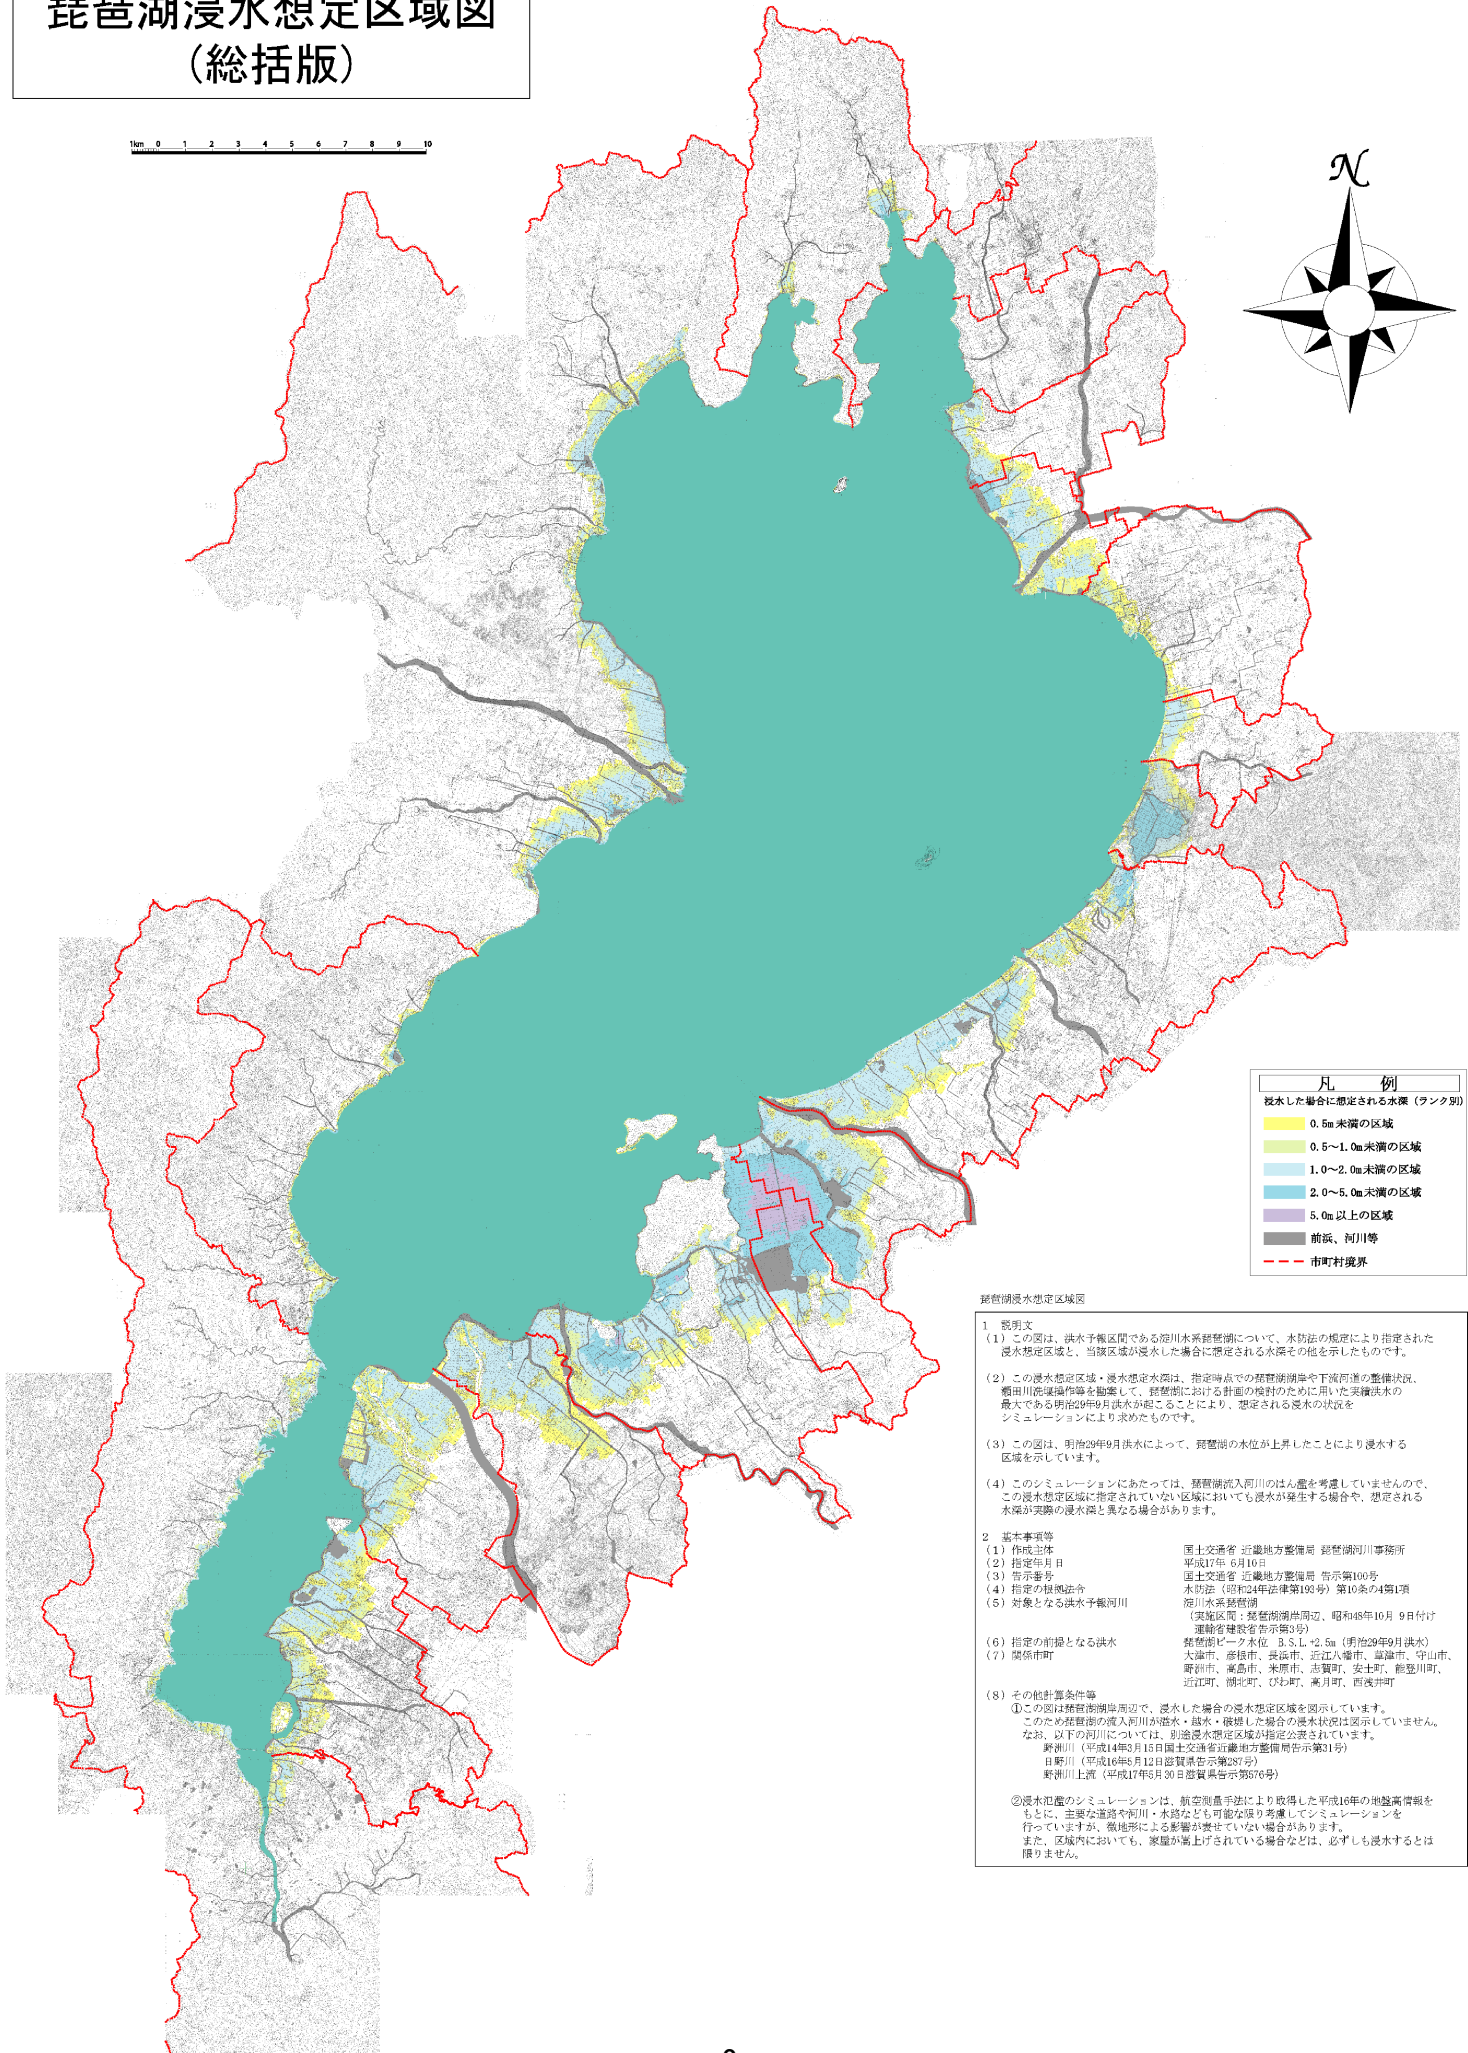 琵琶湖浸水想定区域図
（総括版）
1km 0 1 2 3 4 5 6 7 8 9 10
N
凡 例
浸水した場合に想定される水深（ランク別）
0.5m未満の区域
0.5～1.0m未満の区域
1.0～2.0m未満の区域
2.0～5.0m未満の区域
5.0m以上の区域
前浜、河川等
市町村境界
琵琶湖浸水想定区域図
1 説明文
（1）この図は、洪水予報区間である淀川水系琵琶湖について、水防法の規定により指定された
浸水想定区域と、当該区域が浸水した場合に想定される水深その他を示したものです。
（2）この浸水想定区域・浸水想定水深は、指定時点での琵琶湖湖岸や下流河道の整備状況、
瀬田川洗堰操作等を勘案して、琵琶湖における計画の検討のために用いた実績洪水の
最大である明治29年9月洪水が起こることにより、想定される浸水の状況を
シミュレーションにより求めたものです。
（3）この図は、明治29年9月洪水によって、琵琶湖の水位が上昇したことにより浸水する
区域を示しています。
（4）このシミュレーションにあたっては、琵琶湖流入河川のはん濫を考慮していませんので、
この浸水想定区域に指定されていない区域においても浸水が発生する場合や、想定される
水深が実際の浸水深と異なる場合があります。
2 基本事項等
（1）作成主体 国土交通省 近畿地方整備局 琵琶湖河川事務所
（2）指定年月日 平成17年 6月10日
（3）告示番号 国土交通省 近畿地方整備局 告示第100号
（4）指定の根拠法令 水防法（昭和24年法律第193号）第10条の4第1項
（5）対象となる洪水予報河川 淀川水系琵琶湖
（実施区間：琵琶湖湖岸周辺、昭和48年10月 9日付け
運輸省建設省告示第3号）
（6）指定の前提となる洪水 琵琶湖ピーク水位 B.S.L.+2.5m（明治29年9月洪水）
（7）関係市町 大津市、彦根市、長浜市、近江八幡市、草津市、守山市、
野洲市、高島市、米原市、志賀町、安土町、能登川町、
近江町、湖北町、びわ町、高月町、西浅井町
（8）その他計算条件等
①この図は琵琶湖湖岸周辺で、浸水した場合の浸水想定区域を図示しています。
このため琵琶湖の流入河川が溢水・越水・破堤した場合の浸水状況は図示していません。
なお、以下の河川については、別途浸水想定区域が指定公表されています。
野洲川（平成14年3月15日国土交通省近畿地方整備局告示第31号）
日野川（平成16年5月12日滋賀県告示第287号）
野洲川上流（平成17年5月30日滋賀県告示第576号）
②浸水氾濫のシミュレーションは、航空測量手法により取得した平成16年の地盤高情報を
もとに、主要な道路や河川・水路なども可能な限り考慮してシミュレーションを
行っていますが、微地形による影響が表せていない場合があります。
また、区域内においても、家屋が嵩上げされている場合などは、必ずしも浸水するとは
限りません。